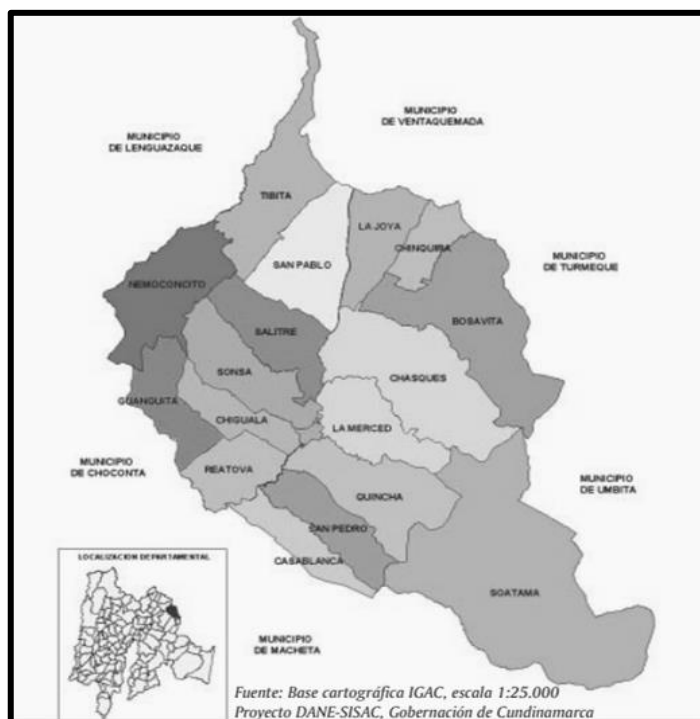 MUNICIPIO
DE VENTAQUEMADA
MUNICIPIO
DE LENGUAZAQUE
TIBITA
LA JOYA
CHINQUIRA
SAN PABLO
MUNICIPIO
DE TURMEQUE
NEMOCONCITO
BOSAVITA
SALITRE
CHASQUES
SONSA
GUANGUITA
CHIGUALA
LA MERCED
MUNICIPIO
DE CHOCONTA
REATOVA
MUNICIPIO
DE UMBITA
QUINCHA
SAN PEDRO
CASABLANCA
SOATAMA
LOCALIZACION DEPARTAMENTAL
MUNICIPIO
DE MACHETA
Fuente: Base cartográfica IGAC, escala 1:25.000
Proyecto DANE-SISAC, Gobernación de Cundinamarca